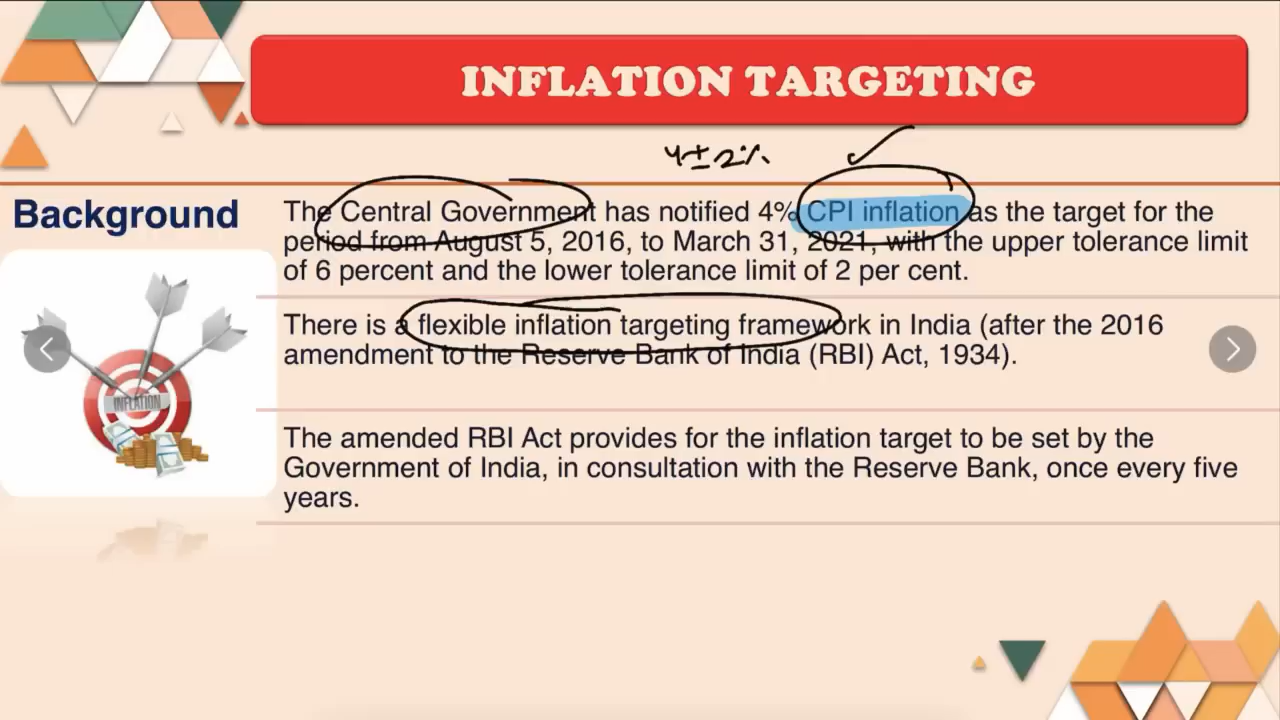 INFLATION TARGETING
4±2%
Background
The Central Government has notified 4% CPI inflation as the target for the
period from August 5, 2016, to March 31, 2021, with the upper tolerance limit
of 6 percent and the lower tolerance limit of 2 per cent.
There is a flexible inflation targeting framework in India (after the 2016
amendment to the Reserve Bank of India (RBI) Act, 1934).
INFLATION
The amended RBI Act provides for the inflation target to be set by the
Government of India, in consultation with the Reserve Bank, once every five
years.